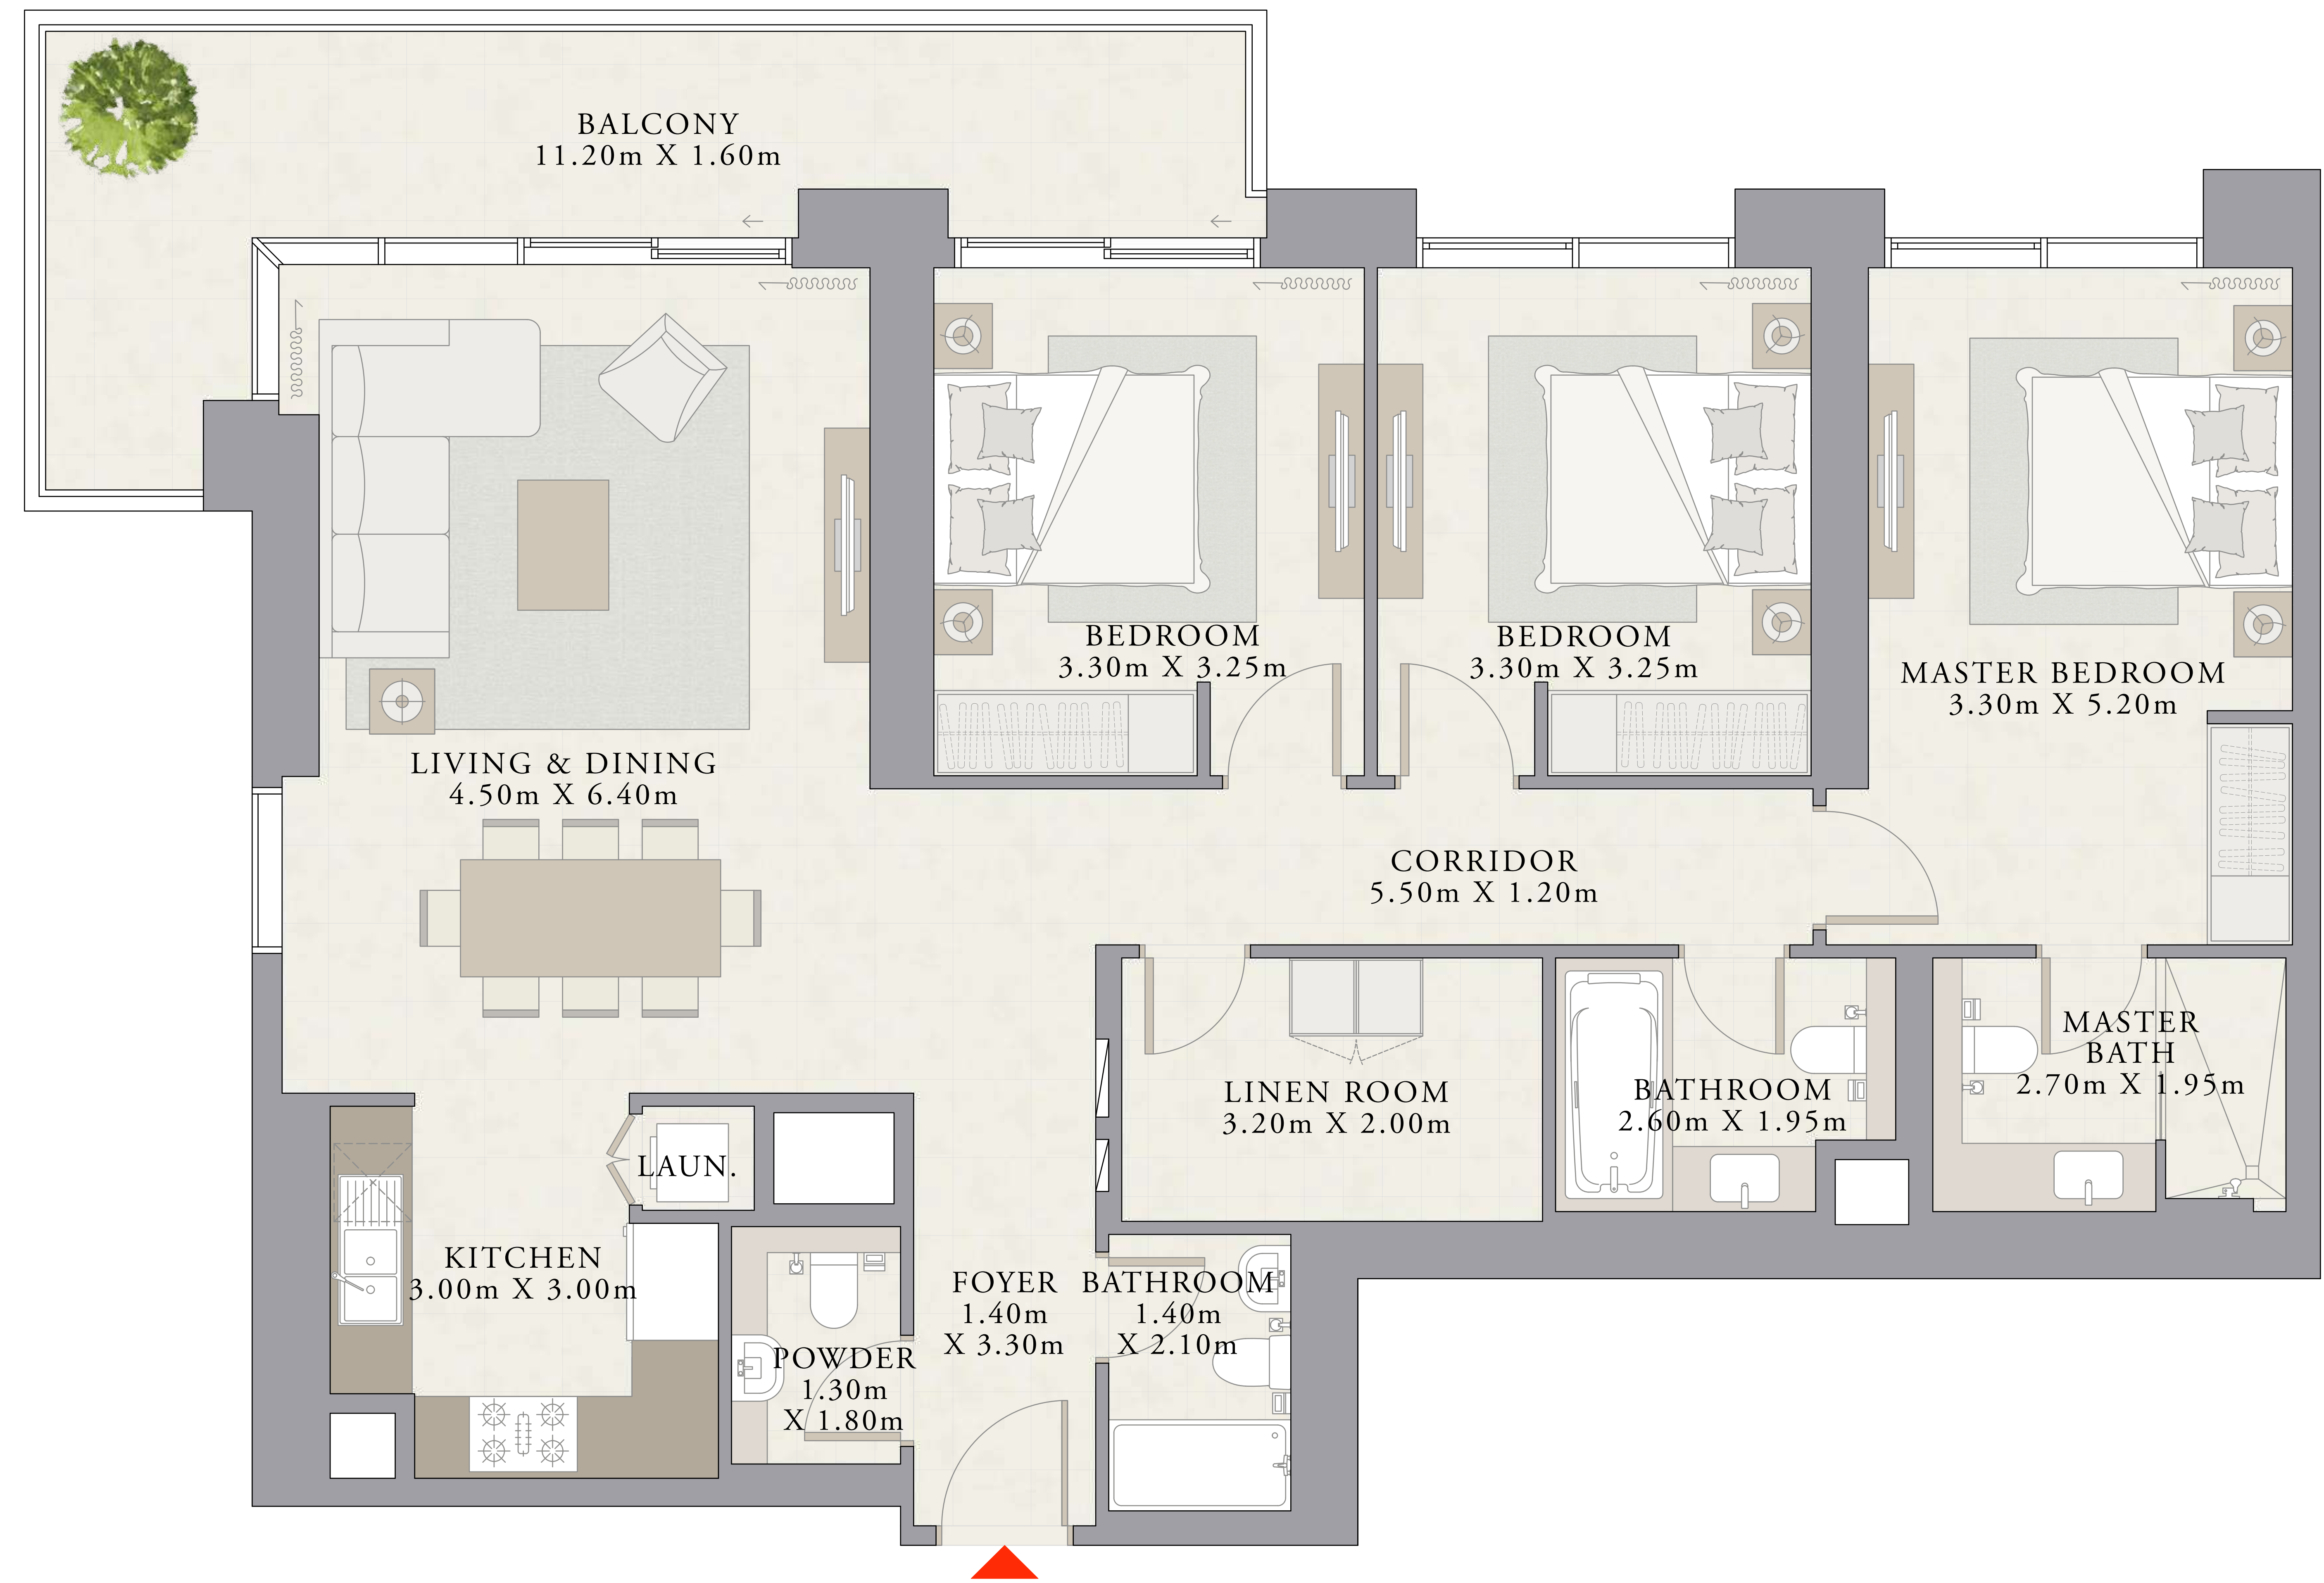 BALCONY
11.20m X 1.60m
BEDROOM
3.30m X 3.25m
BEDROOM
3.30m X 3.25m
MASTER BEDROOM
3.30m X 5.20m
LIVING & DINING
4.50m X 6.40m
CORRIDOR
5.50m X 1.20m
MASTER
BATH
2.70m X 1.95m
LINEN ROOM
3.20m X 2.00m
BATHROOM
2.60m X 1.95m
LAUN.
KITCHEN
3.00m X 3.00m
FOYER
1.40m
X 3.30m
BATHROOM
1.40m
X 2.10m
POWDER
1.30m
X 1.80m